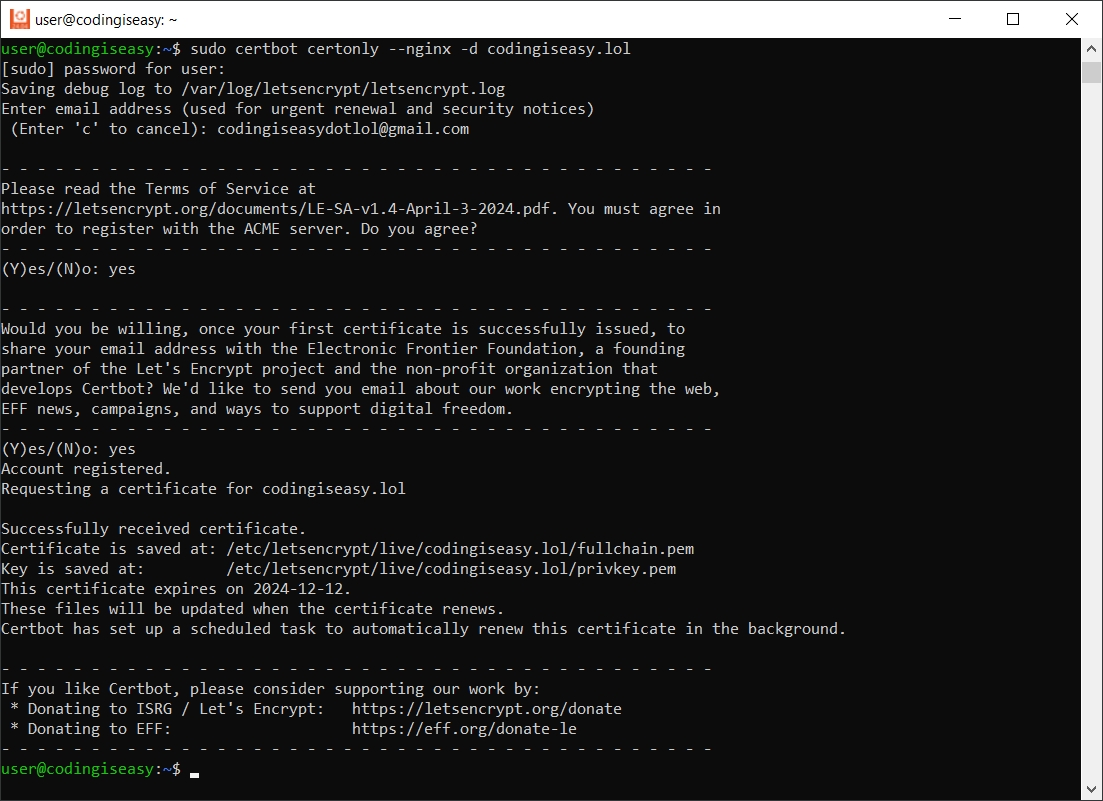 user@codingiseasy: ~
user@codingiseasy:~$ sudo certbot certonly --nginx -d codingiseasy.lol
[sudo] password for user:
Saving debug log to /var/log/letsencrypt/letsencrypt.log
Enter email address (used for urgent renewal and security notices)
 (Enter 'c' to cancel): codingiseasydotlol@gmail.com

- - - - - - - - - - - - - - - - - - - - - - - - - - - - - - - - - - - - - - - -
Please read the Terms of Service at
https://letsencrypt.org/documents/LE-SA-v1.4-April-3-2024.pdf. You must agree in
order to register with the ACME server. Do you agree?
- - - - - - - - - - - - - - - - - - - - - - - - - - - - - - - - - - - - - - - -
(Y)es/(N)o: yes

- - - - - - - - - - - - - - - - - - - - - - - - - - - - - - - - - - - - - - - -
Would you be willing, once your first certificate is successfully issued, to
share your email address with the Electronic Frontier Foundation, a founding
partner of the Let's Encrypt project and the non-profit organization that
develops Certbot? We'd like to send you email about our work encrypting the web,
EFF news, campaigns, and ways to support digital freedom.
- - - - - - - - - - - - - - - - - - - - - - - - - - - - - - - - - - - - - - - -
(Y)es/(N)o: yes
Account registered.
Requesting a certificate for codingiseasy.lol

Successfully received certificate.
Certificate is saved at: /etc/letsencrypt/live/codingiseasy.lol/fullchain.pem
Key is saved at:         /etc/letsencrypt/live/codingiseasy.lol/privkey.pem
This certificate expires on 2024-12-12.
These files will be updated when the certificate renews.
Certbot has set up a scheduled task to automatically renew this certificate in the background.

- - - - - - - - - - - - - - - - - - - - - - - - - - - - - - - - - - - - - - - -
If you like Certbot, please consider supporting our work by:
 * Donating to ISRG / Let's Encrypt:   https://letsencrypt.org/donate
 * Donating to EFF:                    https://eff.org/donate-le
- - - - - - - - - - - - - - - - - - - - - - - - - - - - - - - - - - - - - - - -
user@codingiseasy:~$